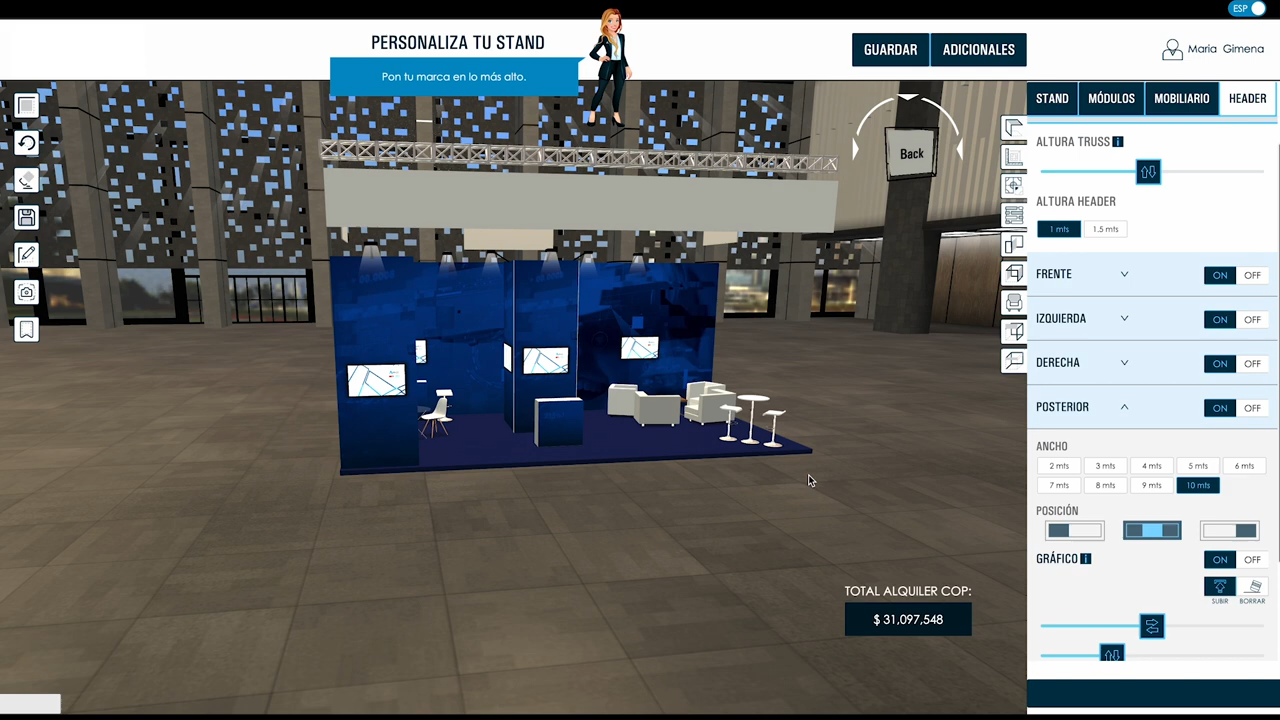 ESP
PERSONALIZA TU STAND
Pon tu marca en lo más alto.
GUARDAR
ADICIONALES
Maria Gimena
STAND
MÓDULOS
MOBILIARIO
HEADER
Back
ALTURA TRUSS i
ALTURA HEADER
1 mts
1.5 mts
FRENTE
ON
OFF
IZQUIERDA
ON
OFF
DERECHA
ON
OFF
POSTERIOR
ON
OFF
ANCHO
2 mts
3 mts
4 mts
5 mts
6 mts
7 mts
8 mts
9 mts
10 mts
POSICIÓN
GRÁFICO i
ON
OFF
SUBIR
BORRAR
TOTAL ALQUILER COP:
$ 31,097,548